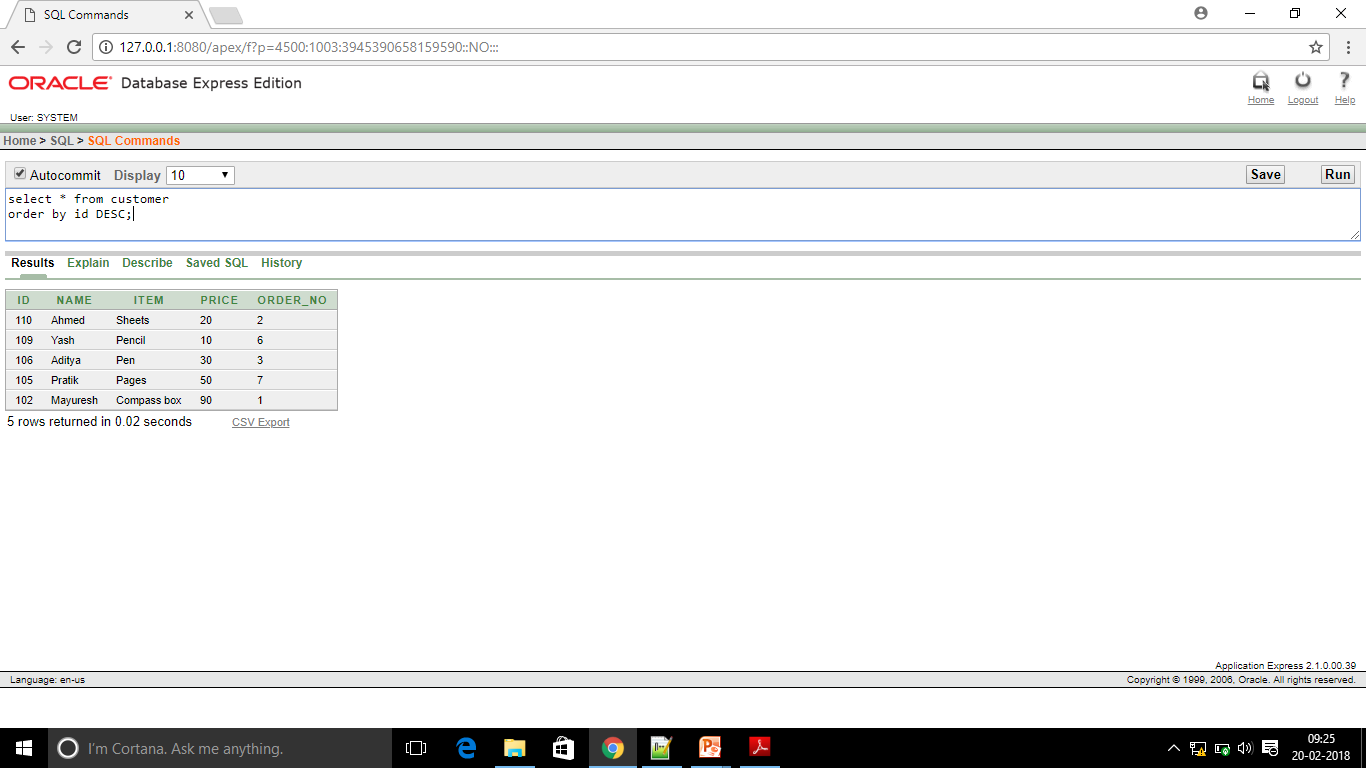 SQL Commands
127.0.0.1:8080/apex/f?p=4500:1003:3945390658159590::NO:::
ORACLE Database Express Edition
Home Logout Help
User: SYSTEM
Home > SQL > SQL Commands
Autocommit Display 10 Save Run
select * from customer
order by id DESC;
Results Explain Describe Saved SQL History
ID NAME ITEM PRICE ORDER_NO
110 Ahmed Sheets 20 2
109 Yash Pencil 10 6
106 Aditya Pen 30 3
105 Pratik Pages 50 7
102 Mayuresh Compass box 90 1
5 rows returned in 0.02 seconds CSV Export
Application Express 2.1.0.00.39
Language: en-us Copyright © 1999, 2006, Oracle. All rights reserved.
I'm Cortana. Ask me anything.
09:25
20-02-2018